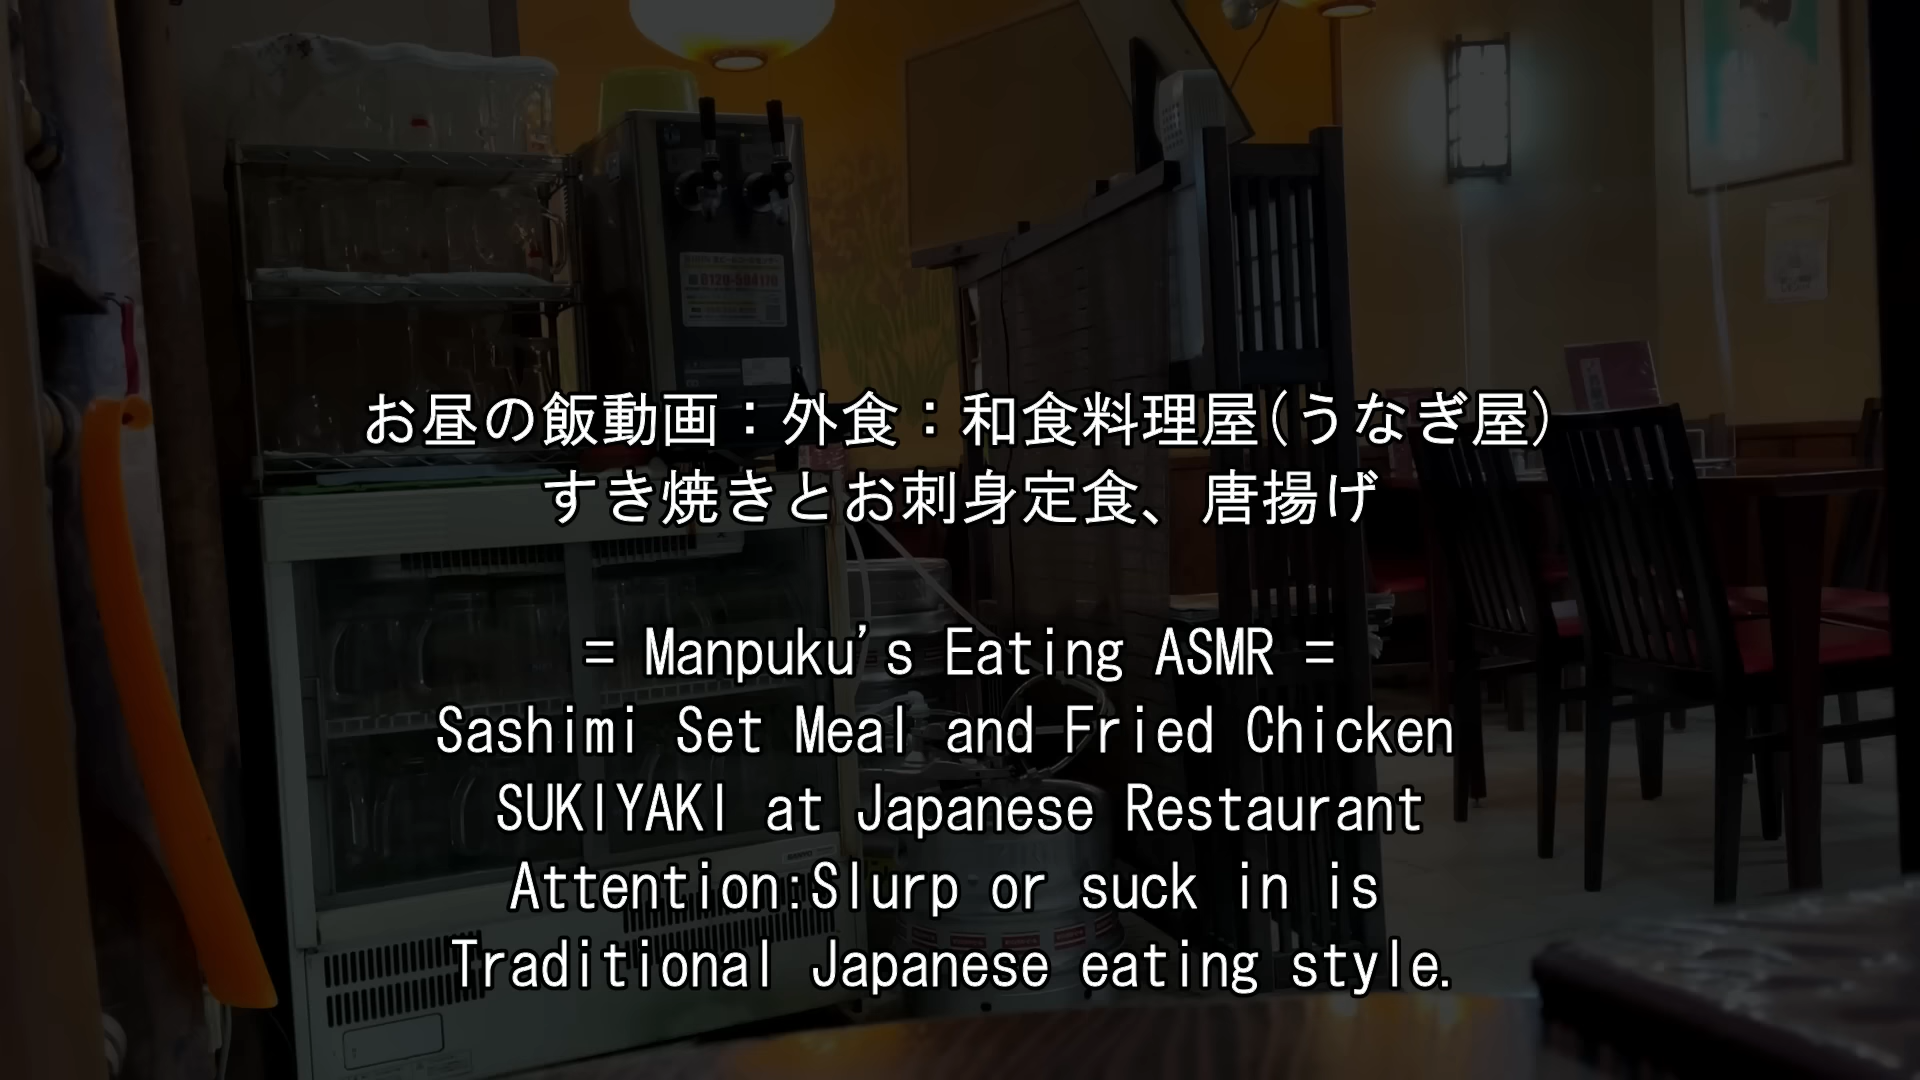 お昼の飯動画：外食：和食料理屋(うなぎ屋)
すき焼きとお刺身定食、唐揚げ
= Manpuku's Eating ASMR =
Sashimi Set Meal and Fried Chicken
SUKIYAKI at Japanese Restaurant
Attention:Slurp or suck in is
Traditional Japanese eating style.